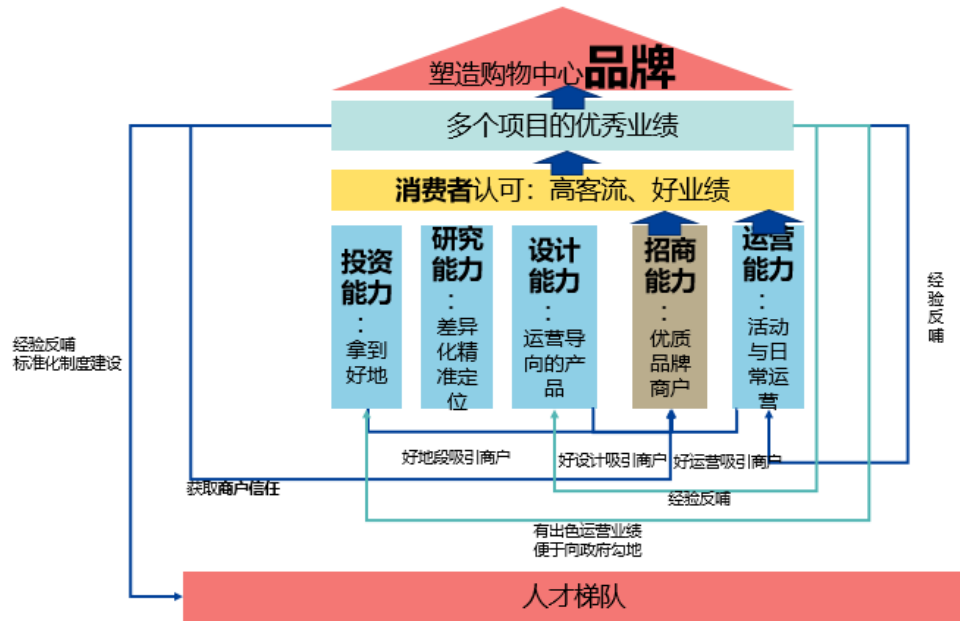 塑造购物中心品牌
多个项目的优秀业绩
消费者认可：高客流、好业绩
投资
能力
：
拿到
好地
研究
能力
：
差异
化精
准定
位
设计
能力
：
运营导
向的产
品
招商
能力
：
优质
品牌
商户
运营
能力
：
活动
与日
常运
营
经
验
反
哺
经验反哺
标准化制度建设
好地段吸引商户
好设计吸引商户
好运营吸引商户
获取商户信任
经验反哺
有出色运营业绩
便于向政府勾地
人才梯队